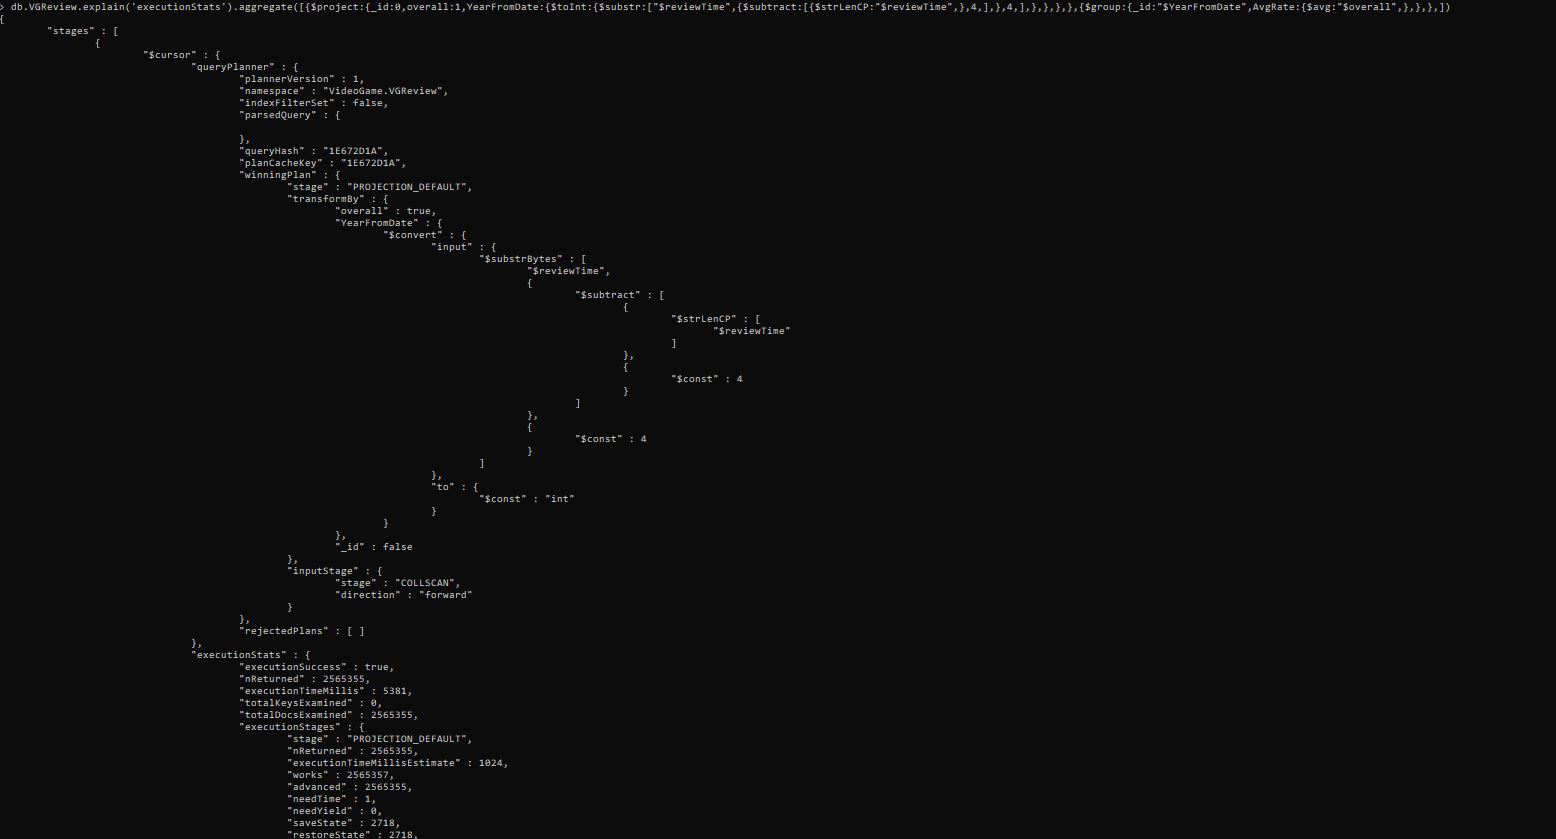 > db.VGReview.explain('executionStats').aggregate([{$project:{_id:0,overall:1,YearFromDate:{$toInt:{$substr:["$reviewTime",{$subtract:[{$strLenCP:"$reviewTime",},4,],},4,],},},},},{$group:{_id:"$YearFromDate",AvgRate:{$avg:"$overall",},},},])
{
"stages" : [
{
"$cursor" : {
"queryPlanner" : {
"plannerVersion" : 1,
"namespace" : "VideoGame.VGReview",
"indexFilterSet" : false,
"parsedQuery" : {
},
"queryHash" : "1E672D1A",
"planCacheKey" : "1E672D1A",
"winningPlan" : {
"stage" : "PROJECTION_DEFAULT",
"transformBy" : {
"overall" : true,
"YearFromDate" : {
"$convert" : {
"input" : {
"$substrBytes" : [
"$reviewTime",
{
"$subtract" : [
{
"$strLenCP" : [
"$reviewTime"
]
},
{
"$const" : 4
}
]
},
{
"$const" : 4
}
]
},
"to" : {
"$const" : "int"
}
}
},
"_id" : false
},
"inputStage" : {
"stage" : "COLLSCAN",
"direction" : "forward"
}
},
"rejectedPlans" : [ ]
},
"executionStats" : {
"executionSuccess" : true,
"nReturned" : 2565355,
"executionTimeMillis" : 5381,
"totalKeysExamined" : 0,
"totalDocsExamined" : 2565355,
"executionStages" : {
"stage" : "PROJECTION_DEFAULT",
"nReturned" : 2565355,
"executionTimeMillisEstimate" : 1024,
"works" : 2565357,
"advanced" : 2565355,
"needTime" : 1,
"needYield" : 0,
"saveState" : 2718,
"restoreState" : 2718,